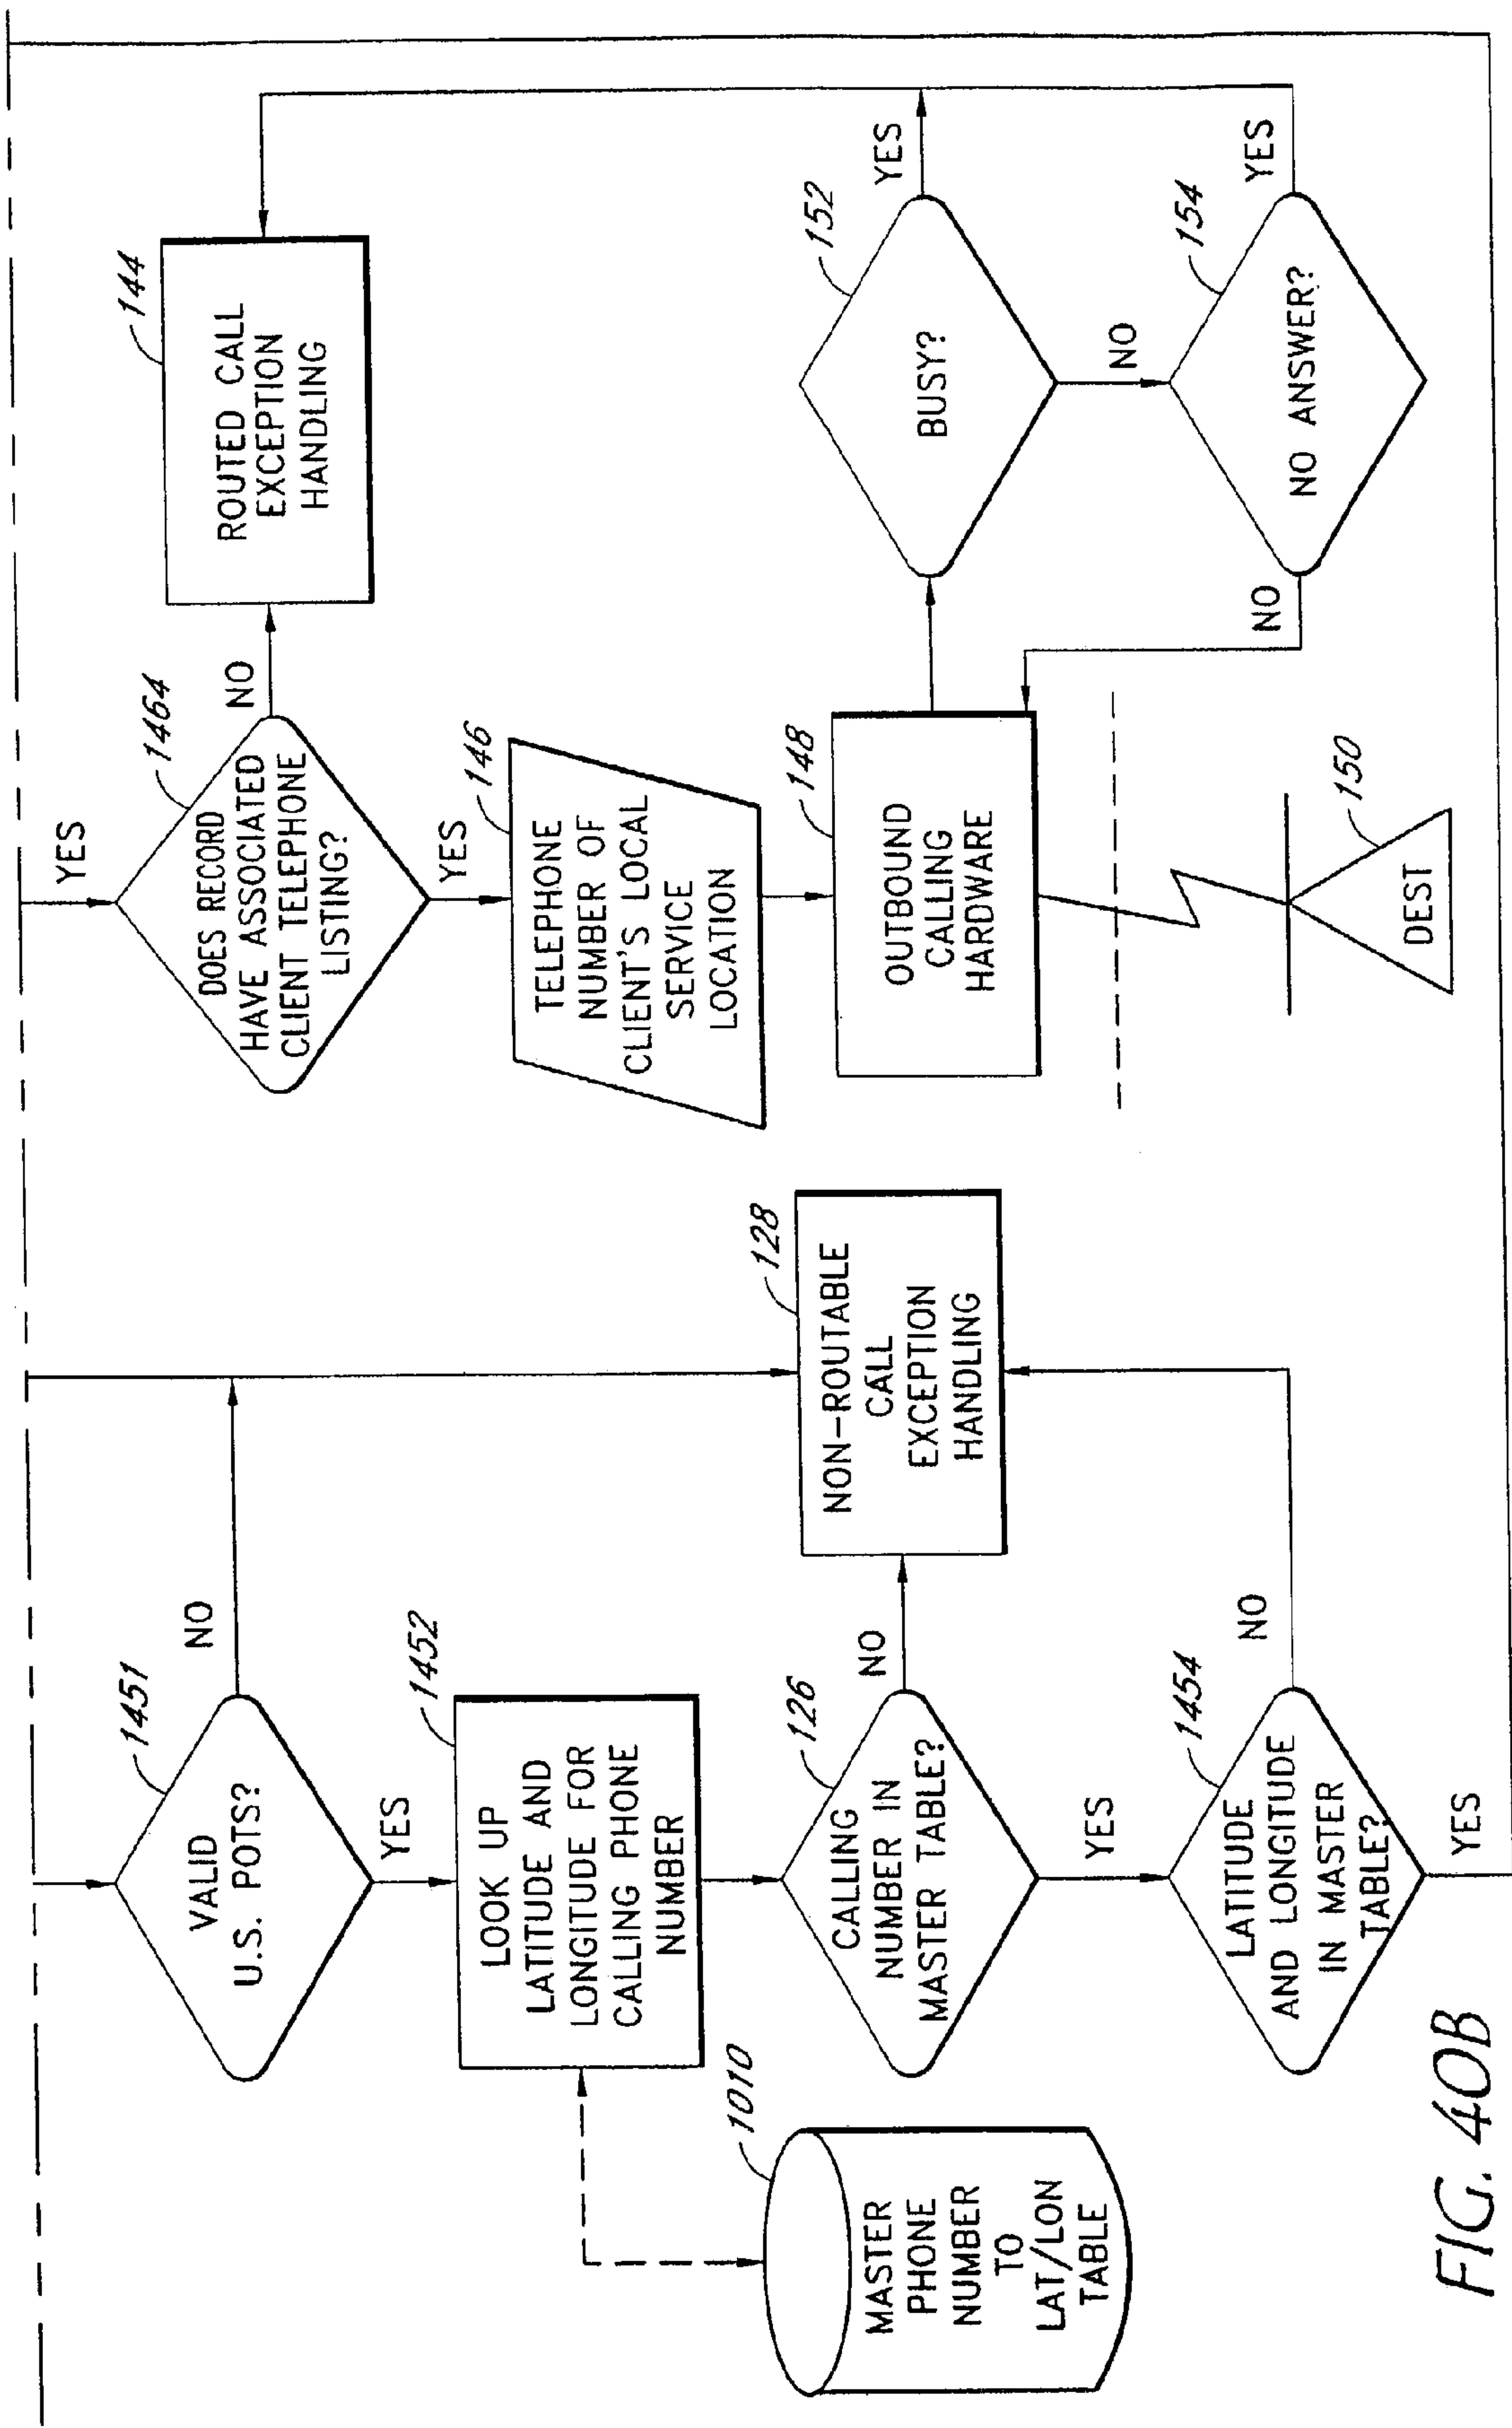 VALID
U.S. POTS?
1451
NO
YES
LOOK UP
LATITUDE AND
LONGITUDE FOR
CALLING PHONE
NUMBER
1452
MASTER
PHONE
NUMBER
TO
LAT/LON
TABLE
1010
CALLING
NUMBER IN
MASTER TABLE?
126
NO
YES
NON-ROUTABLE
CALL
EXCEPTION
HANDLING
128
LATITUDE
AND LONGITUDE
IN MASTER
TABLE?
1454
NO
YES
YES
DOES RECORD
HAVE ASSOCIATED
CLIENT TELEPHONE
LISTING?
1464
NO
YES
ROUTED CALL
EXCEPTION
HANDLING
144
TELEPHONE
NUMBER OF
CLIENT'S LOCAL
SERVICE
LOCATION
146
OUTBOUND
CALLING
HARDWARE
148
BUSY?
152
YES
NO
NO ANSWER?
154
YES
NO
DEST
150
FIG. 40B